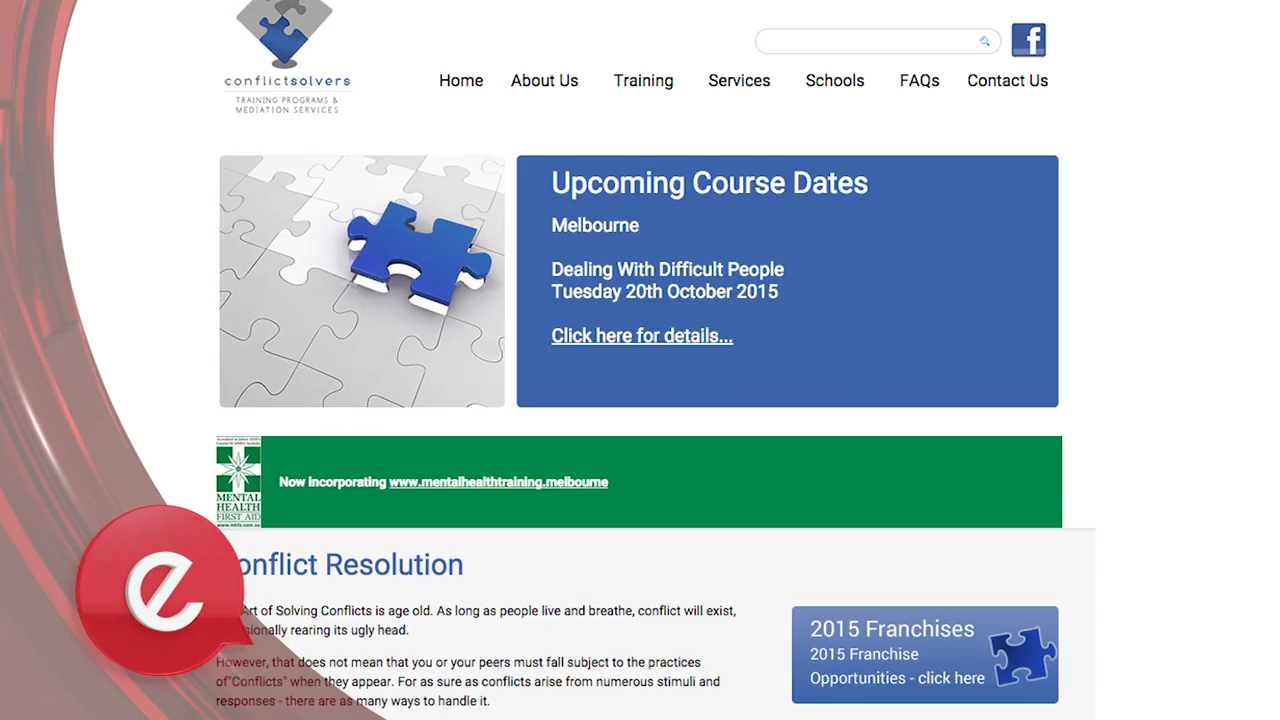 conflictsolvers
TRAINING PROGRAMS &
MEDIATION SERVICES
f
Home About Us Training Services Schools FAQs Contact Us
Upcoming Course Dates
Melbourne
Dealing With Difficult People
Tuesday 20th October 2015
Click here for details...
MENTAL
HEALTH
FIRST AID
www.mhfa.com.au
Now incorporating www.mentalhealthtraining.melbourne
onflict Resolution
Art of Solving Conflicts is age old. As long as people live and breathe, conflict will exist,
sionally rearing its ugly head.
However, that does not mean that you or your peers must fall subject to the practices
of"Conflicts" when they appear. For as sure as conflicts arise from numerous stimuli and
responses - there are as many ways to handle it.
2015 Franchises
2015 Franchise
Opportunities - click here
e